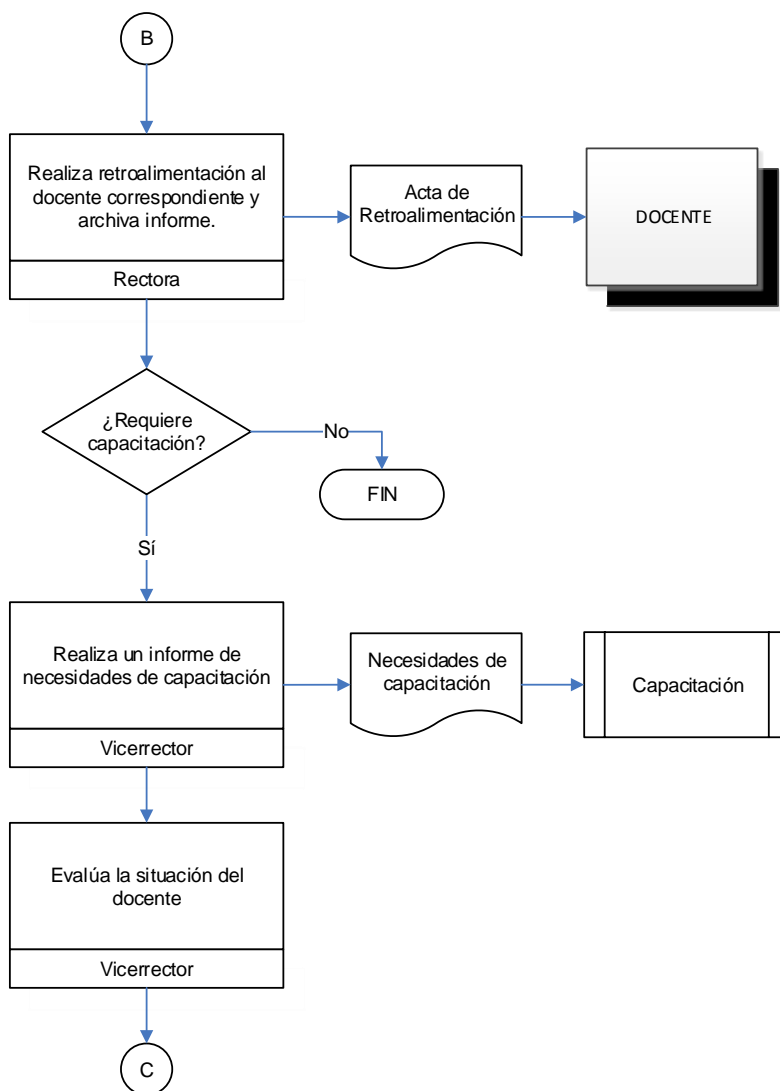 B
Realiza retroalimentación al
docente correspondiente y
archiva informe.
Rectora
Acta de
Retroalimentación
DOCENTE
¿Requiere
capacitación?
No
FIN
Sí
Realiza un informe de
necesidades de capacitación
Vicerrector
Necesidades de
capacitación
Capacitación
Evalúa la situación del
docente
Vicerrector
C